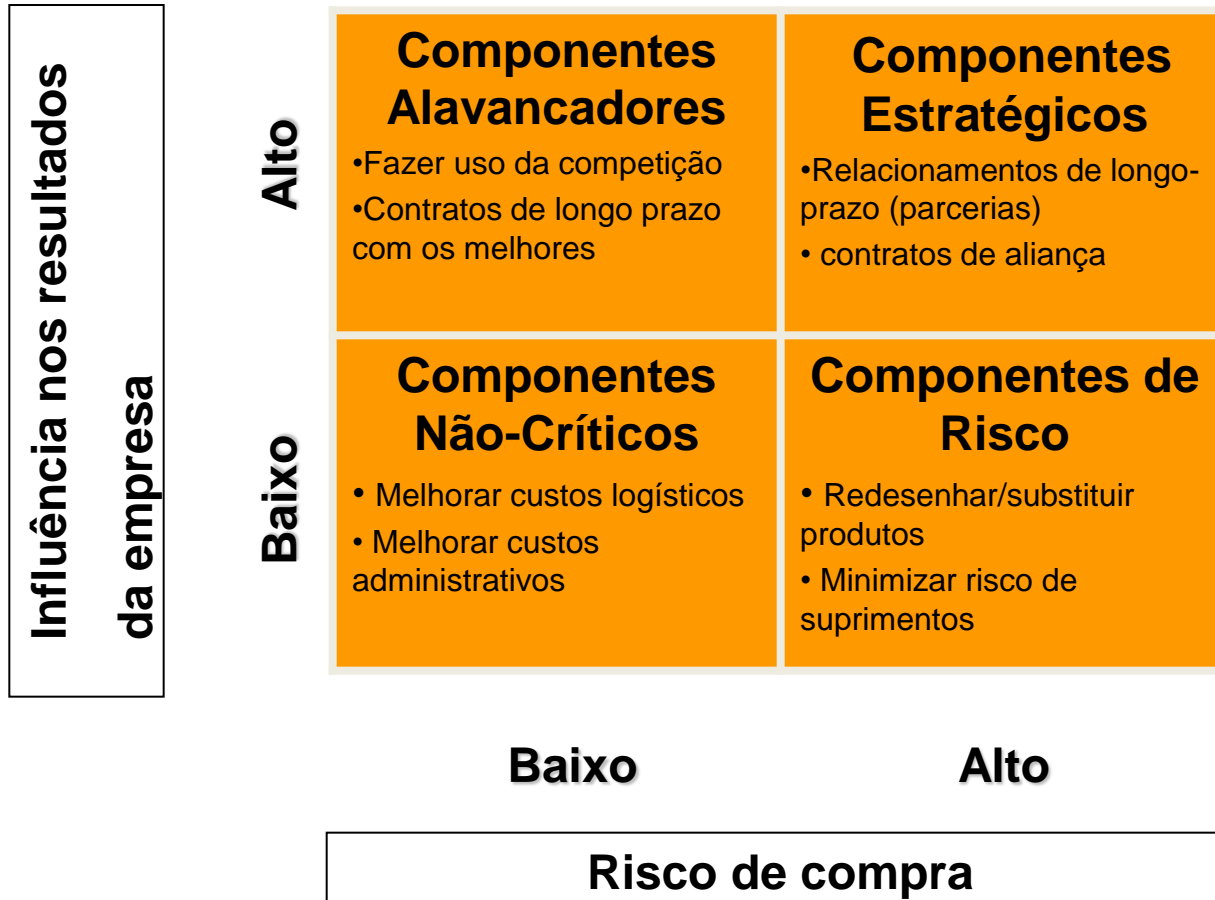 Influência nos resultados
da empresa
Alto
Componentes
Alavancadores
•Fazer uso da competição
•Contratos de longo prazo
com os melhores
Componentes
Estratégicos
•Relacionamentos de longo-
prazo (parcerias)
• contratos de aliança
Baixo
Componentes
Não-Críticos
• Melhorar custos logísticos
• Melhorar custos
administrativos
Componentes de
Risco
• Redesenhar/substituir
produtos
• Minimizar risco de
suprimentos
Baixo
Alto
Risco de compra